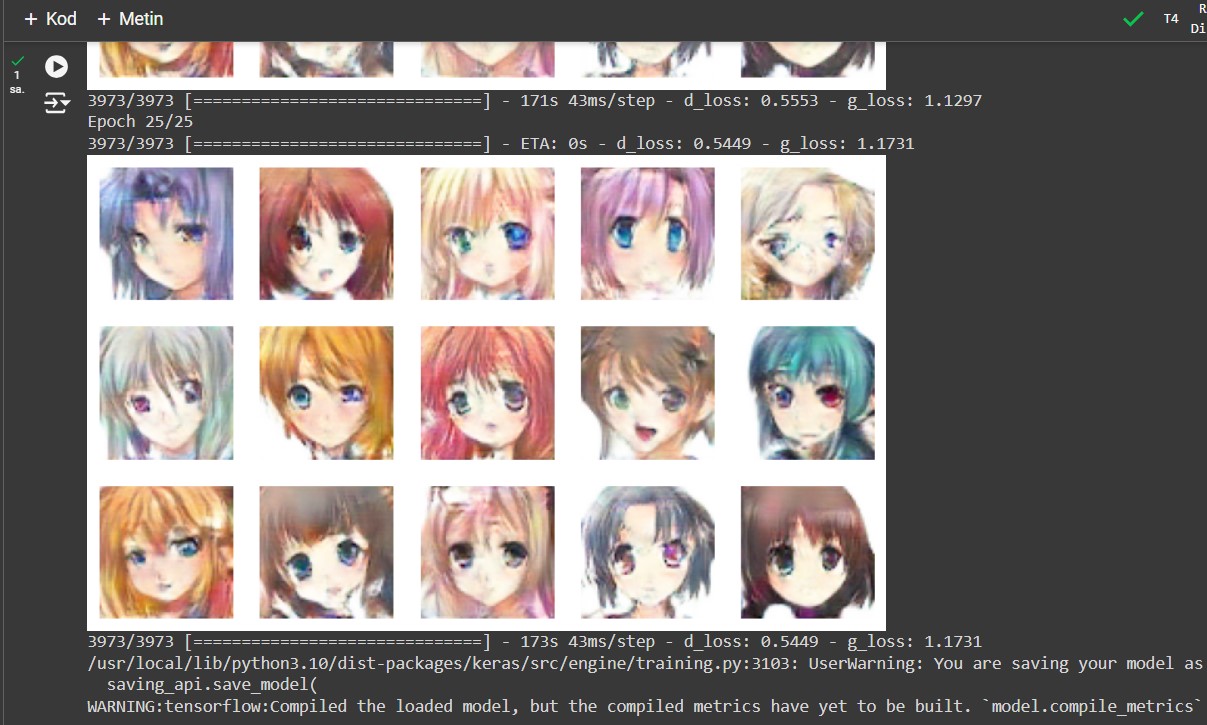 + Kod + Metin
T4
R
Di
1
sa.
3973/3973 [==============================] - 171s 43ms/step - d_loss: 0.5553 - g_loss: 1.1297
Epoch 25/25
3973/3973 [==============================] - ETA: 0s - d_loss: 0.5449 - g_loss: 1.1731
3973/3973 [==============================] - 173s 43ms/step - d_loss: 0.5449 - g_loss: 1.1731
/usr/local/lib/python3.10/dist-packages/keras/src/engine/training.py:3103: UserWarning: You are saving your model as
saving_api.save_model(
WARNING:tensorflow:Compiled the loaded model, but the compiled metrics have yet to be built. `model.compile_metrics`